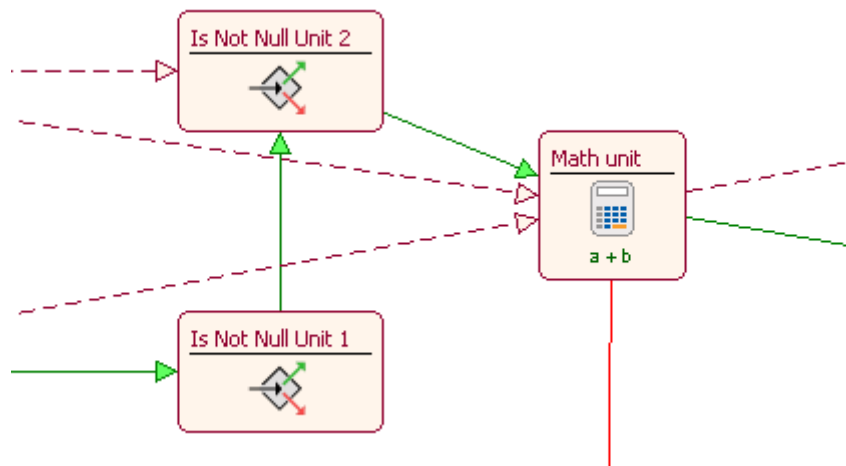 Is Not Null Unit 2
Math unit
a + b
Is Not Null Unit 1